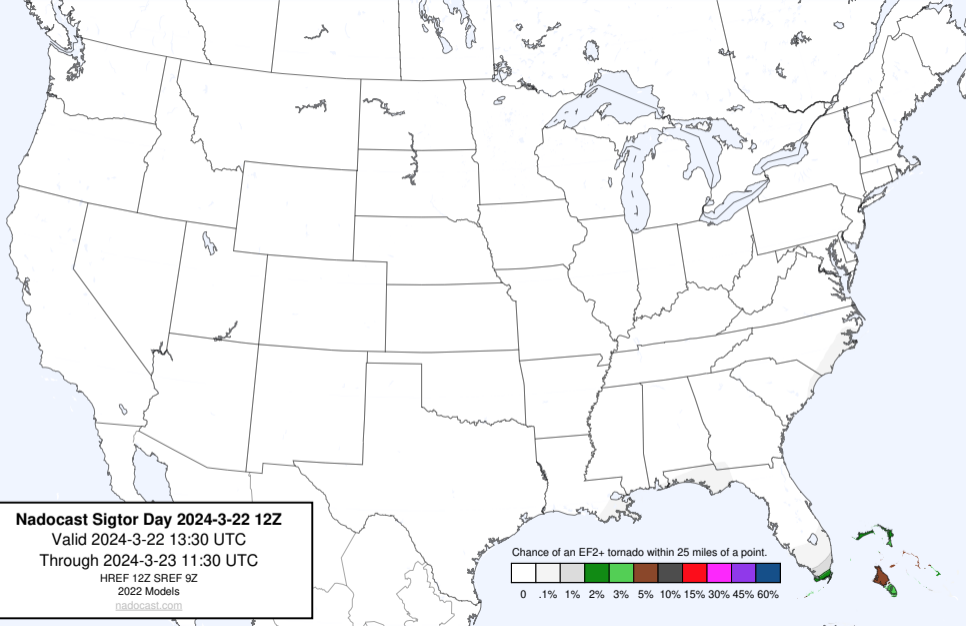 Nadocast Sigtor Day 2024-3-22 12Z
Valid 2024-3-22 13:30 UTC
Through 2024-3-23 11:30 UTC
HREF 12Z SREF 9Z
2022 Models
nadocast.com
Chance of an EF2+ tornado within 25 miles of a point.
0 .1% 1% 2% 3% 5% 10% 15% 30% 45% 60%